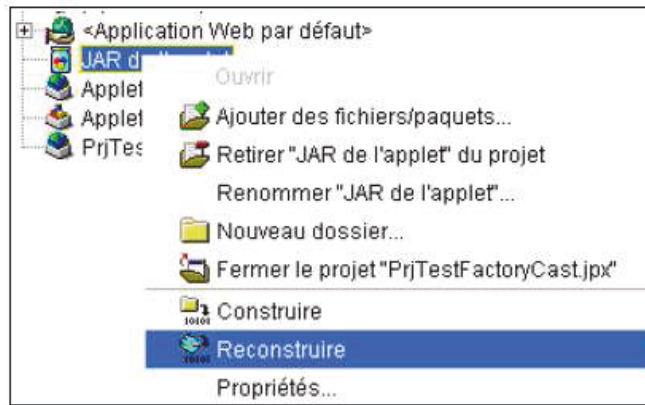 <Application Web par défaut>
JAR d
Applet
Applet
PrjTes
Ouvrir
Ajouter des fichiers/paquets...
Retirer "JAR de l'applet" du projet
Renommer "JAR de l'applet"...
Nouveau dossier...
Fermer le projet "PrjTestFactoryCast.jpx"
Construire
Reconstruire
Propriétés...